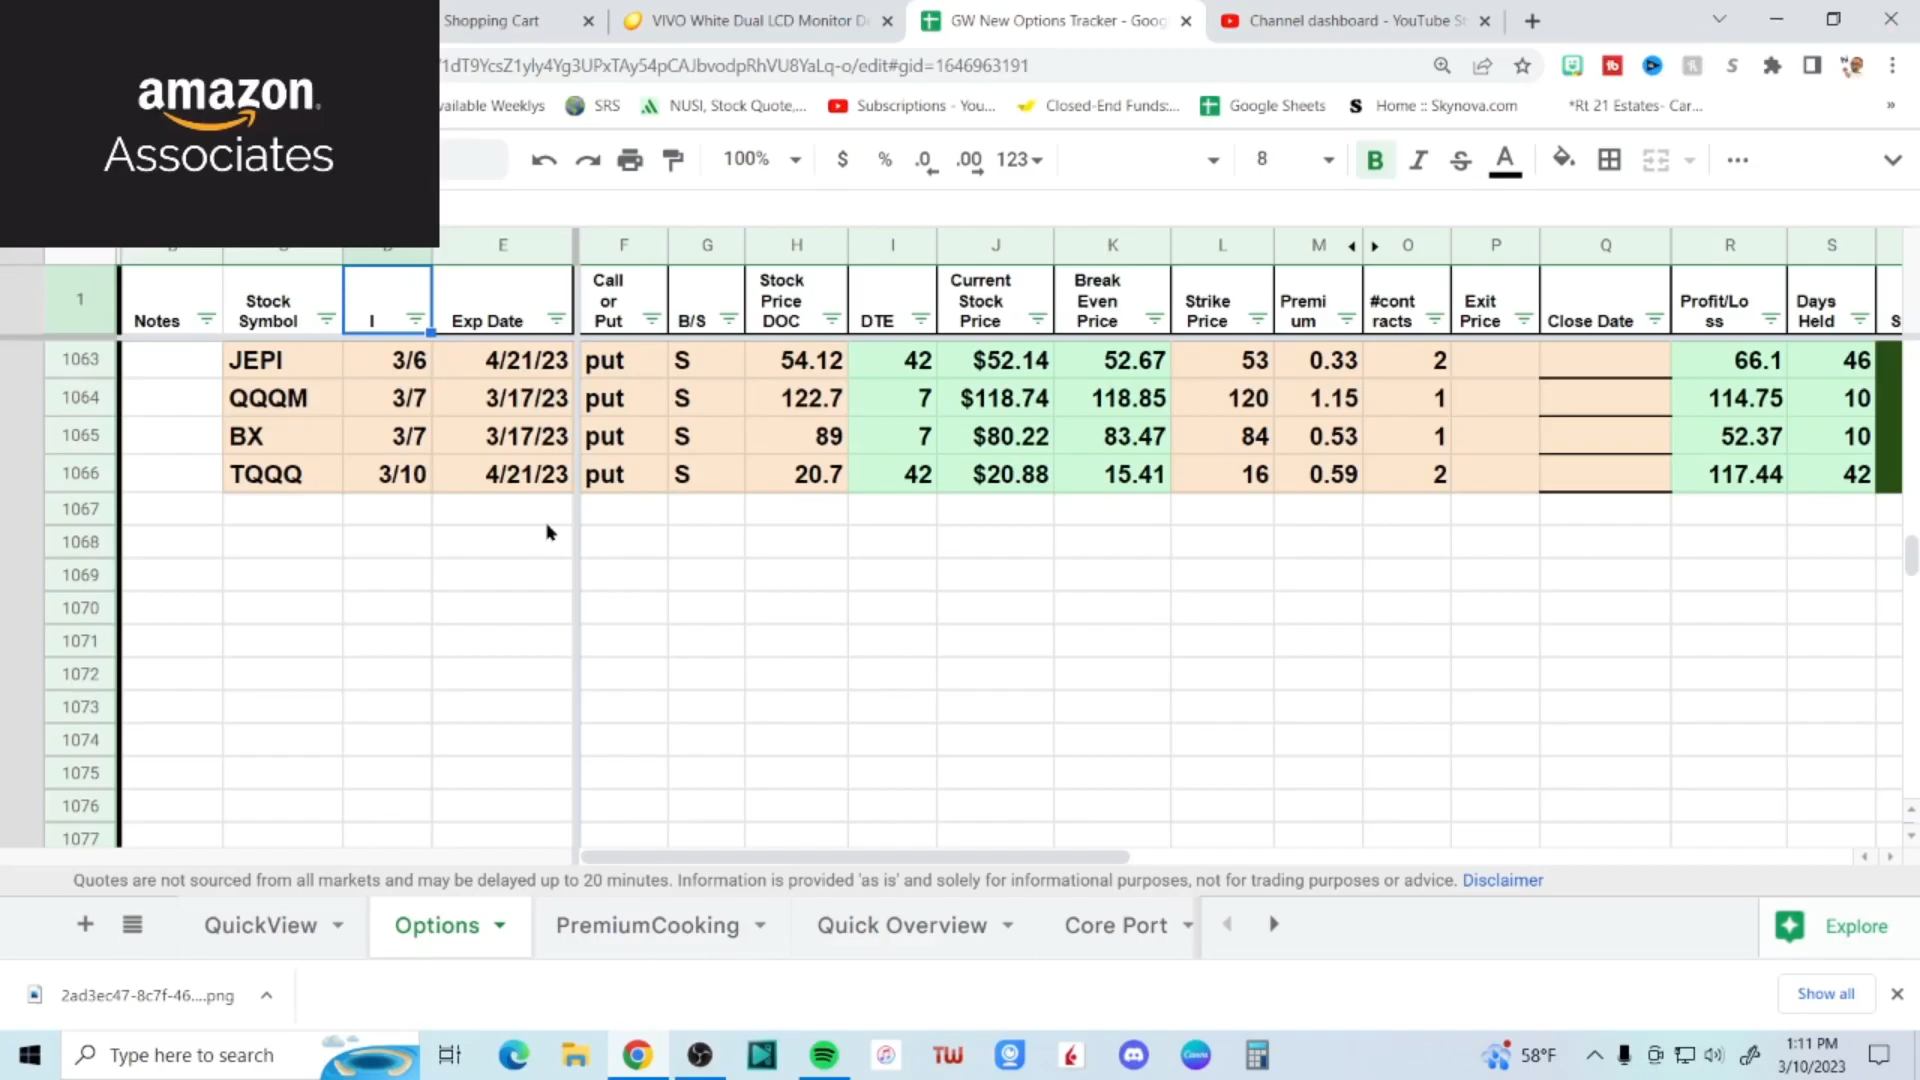 amazon
Associates
Shopping Cart
VIVO White Dual LCD Monitor De
GW New Options Tracker - Goog
Channel dashboard - YouTube St
1dT9YcsZ1yly4Yg3UPxTAy54pCAJbvodpRhVU8YaLq-o/edit#gid=1646963191
vailable Weeklys
SRS
NUSI, Stock Quote,...
Subscriptions - You...
Closed-End Funds:...
Google Sheets
Home :: Skynova.com
*Rt 21 Estates- Car...
»
100% $ % .0 .00 123 8 B I S A
E F G H I J K L M O P Q R S
1 Notes Stock Symbol I Exp Date Call or Put B/S Stock Price DOC DTE Current Stock Price Break Even Price Strike Price Premi um #cont racts Exit Price Close Date Profit/Lo ss Days Held S
1063 JEPI 3/6 4/21/23 put S 54.12 42 $52.14 52.67 53 0.33 2 66.1 46
1064 QQQM 3/7 3/17/23 put S 122.7 7 $118.74 118.85 120 1.15 1 114.75 10
1065 BX 3/7 3/17/23 put S 89 7 $80.22 83.47 84 0.53 1 52.37 10
1066 TQQQ 3/10 4/21/23 put S 20.7 42 $20.88 15.41 16 0.59 2 117.44 42
1067
1068
1069
1070
1071
1072
1073
1074
1075
1076
1077
Quotes are not sourced from all markets and may be delayed up to 20 minutes. Information is provided 'as is' and solely for informational purposes, not for trading purposes or advice. Disclaimer
QuickView Options PremiumCooking Quick Overview Core Port Explore
2ad3ec47-8c7f-46....png Show all
Type here to search TW 58°F 1:11 PM
3/10/2023